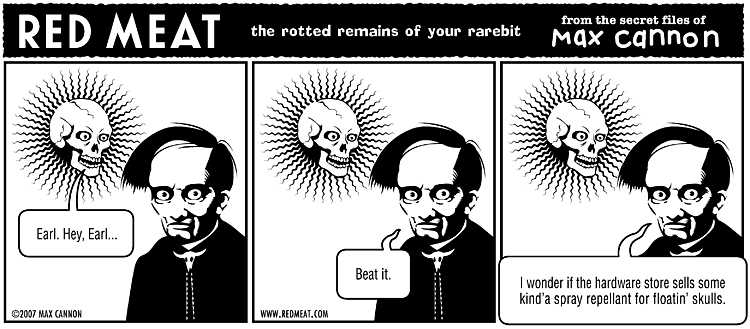 RED MEAT
the rotted remains of your rarebit
from the secret files of
Max cannon
Earl. Hey, Earl...
©2007 MAX CANNON
Beat it.
WWW.REDMEAT.COM
I wonder if the hardware store sells some
kind'a spray repellant for floatin' skulls.